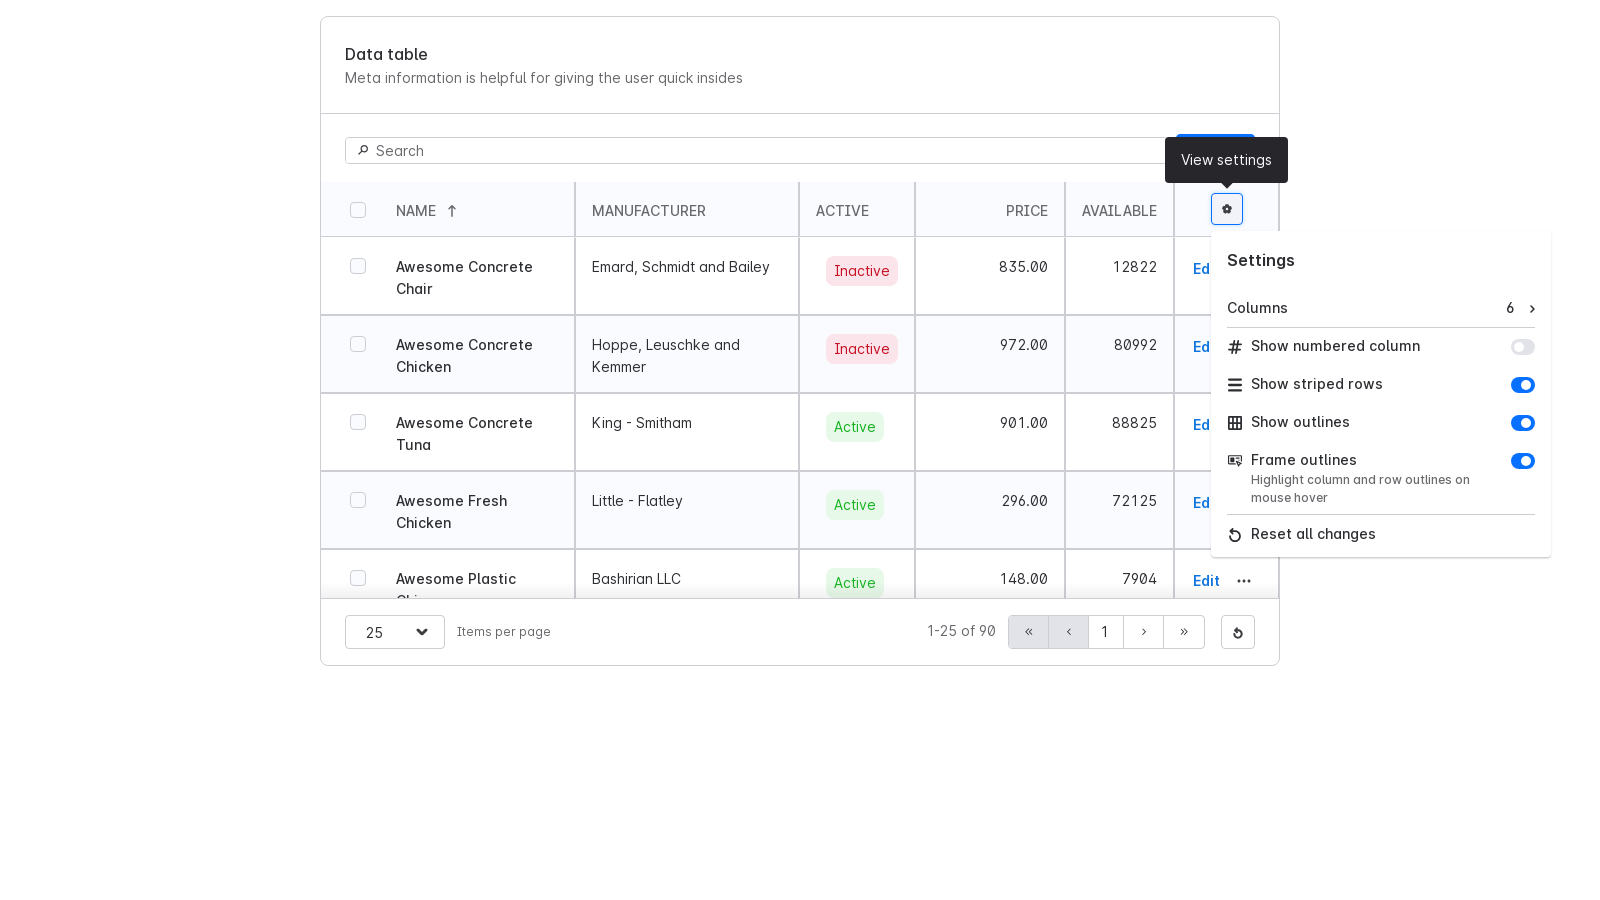 Data table
Meta information is helpful for giving the user quick insides
Search
View settings
NAME
MANUFACTURER
ACTIVE
PRICE
AVAILABLE
Awesome Concrete
Chair
Emard, Schmidt and Bailey
Inactive
835.00
12822
Ed
Awesome Concrete
Chicken
Hoppe, Leuschke and
Kemmer
Inactive
972.00
80992
Ed
Awesome Concrete
Tuna
King - Smitham
Active
901.00
88825
Ed
Awesome Fresh
Chicken
Little - Flatley
Active
296.00
72125
Ed
Awesome Plastic
Bashirian LLC
Active
148.00
7904
Edit
Settings
Columns 6
Show numbered column
Show striped rows
Show outlines
Frame outlines
Highlight column and row outlines on
mouse hover
Reset all changes
25
Items per page
1-25 of 90
« ‹ 1 › »